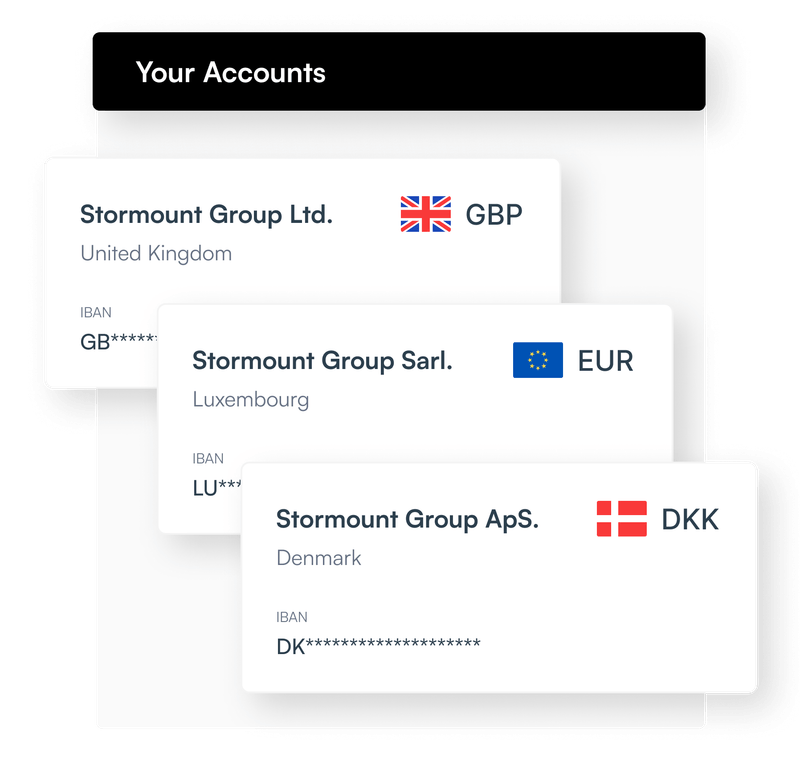 Your Accounts
Stormount Group Ltd. GBP
United Kingdom
IBAN
GB*****
Stormount Group Sarl. EUR
Luxembourg
IBAN
LU***
Stormount Group ApS. DKK
Denmark
IBAN
DK********************